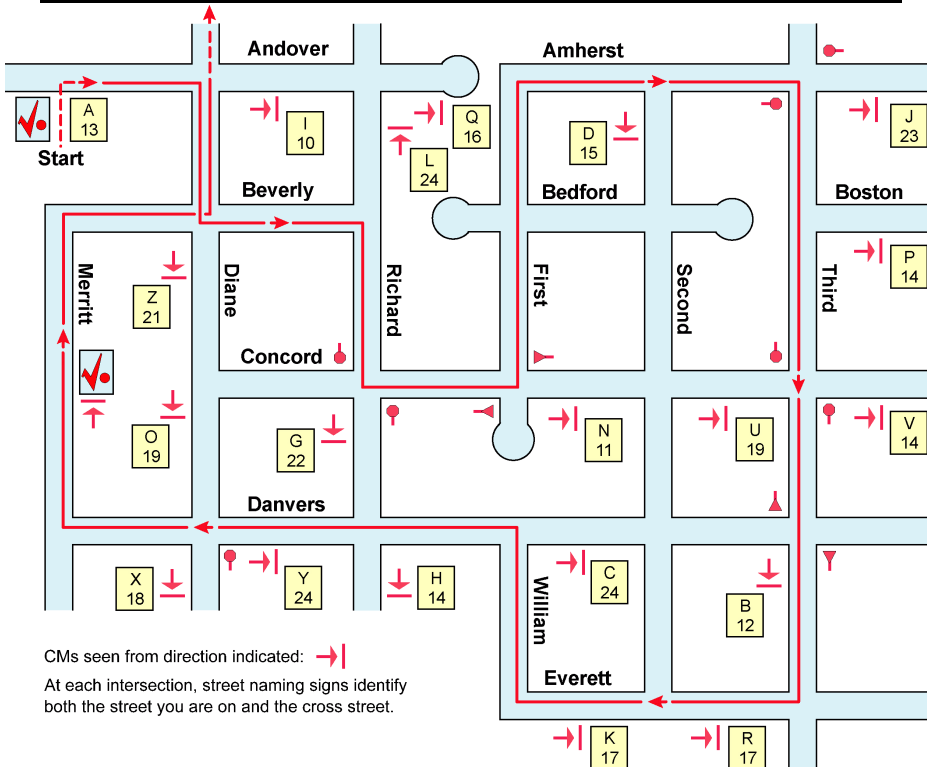 Andover
Amherst
A
13
I
10
Q
16
D
15
J
23
Start
L
24
Beverly
Bedford
Boston
P
14
Merritt
Diane
Richard
First
Second
Third
Z
21
Concord
O
19
G
22
N
11
U
19
V
14
Danvers
X
18
Y
24
H
14
William
C
24
B
12
CMs seen from direction indicated:
Everett
At each intersection, street naming signs identify
both the street you are on and the cross street.
K
17
R
17